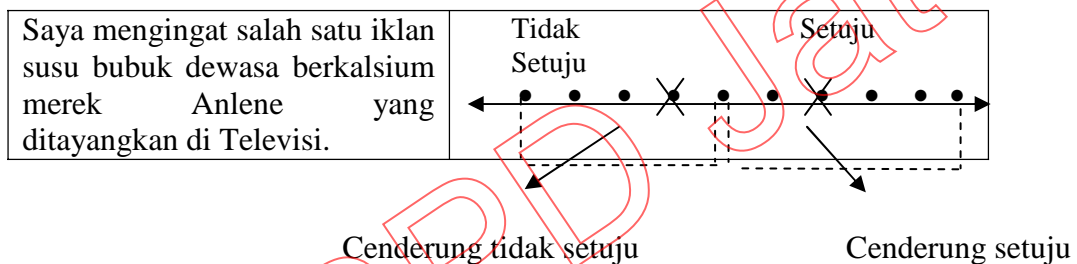 Saya mengingat salah satu iklan
susu bubuk dewasa berkalsium
merek Anlene yang
ditayangkan di Televisi.
Tidak
Setuju
Setuju
Cenderung tidak setuju
Cenderung setuju